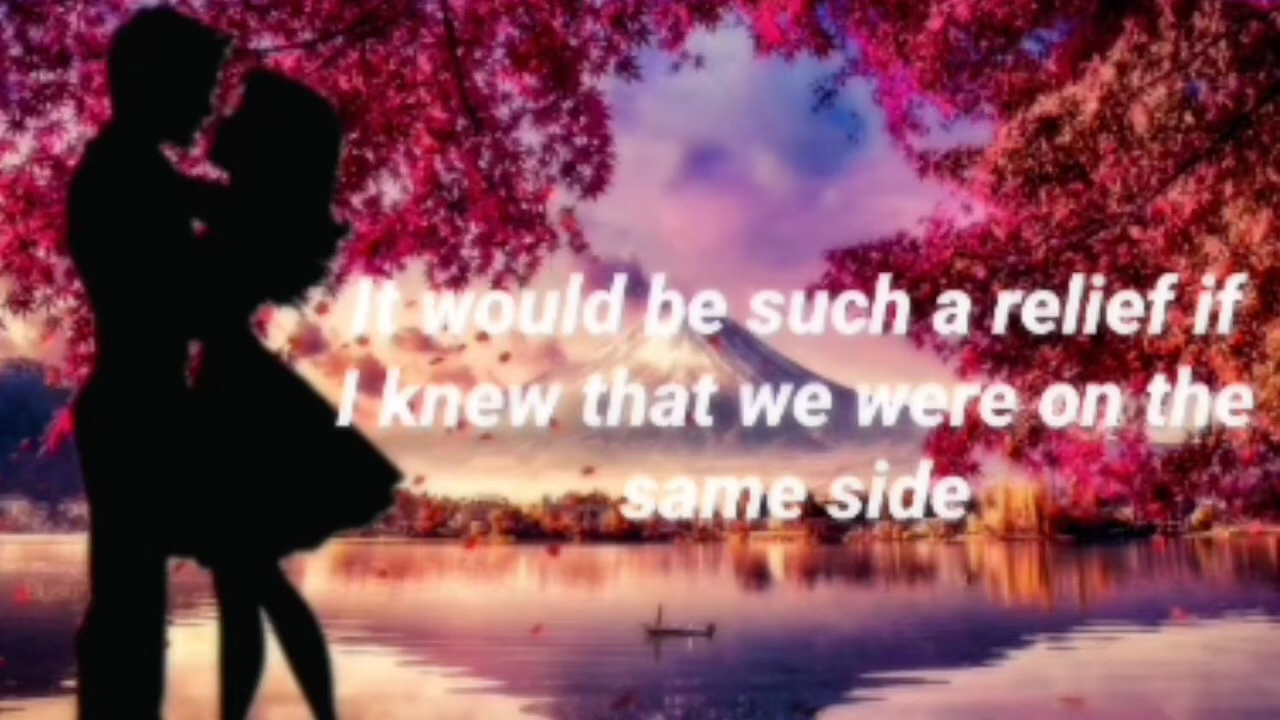 It would be such a relief if
I knew that we were on the
same side